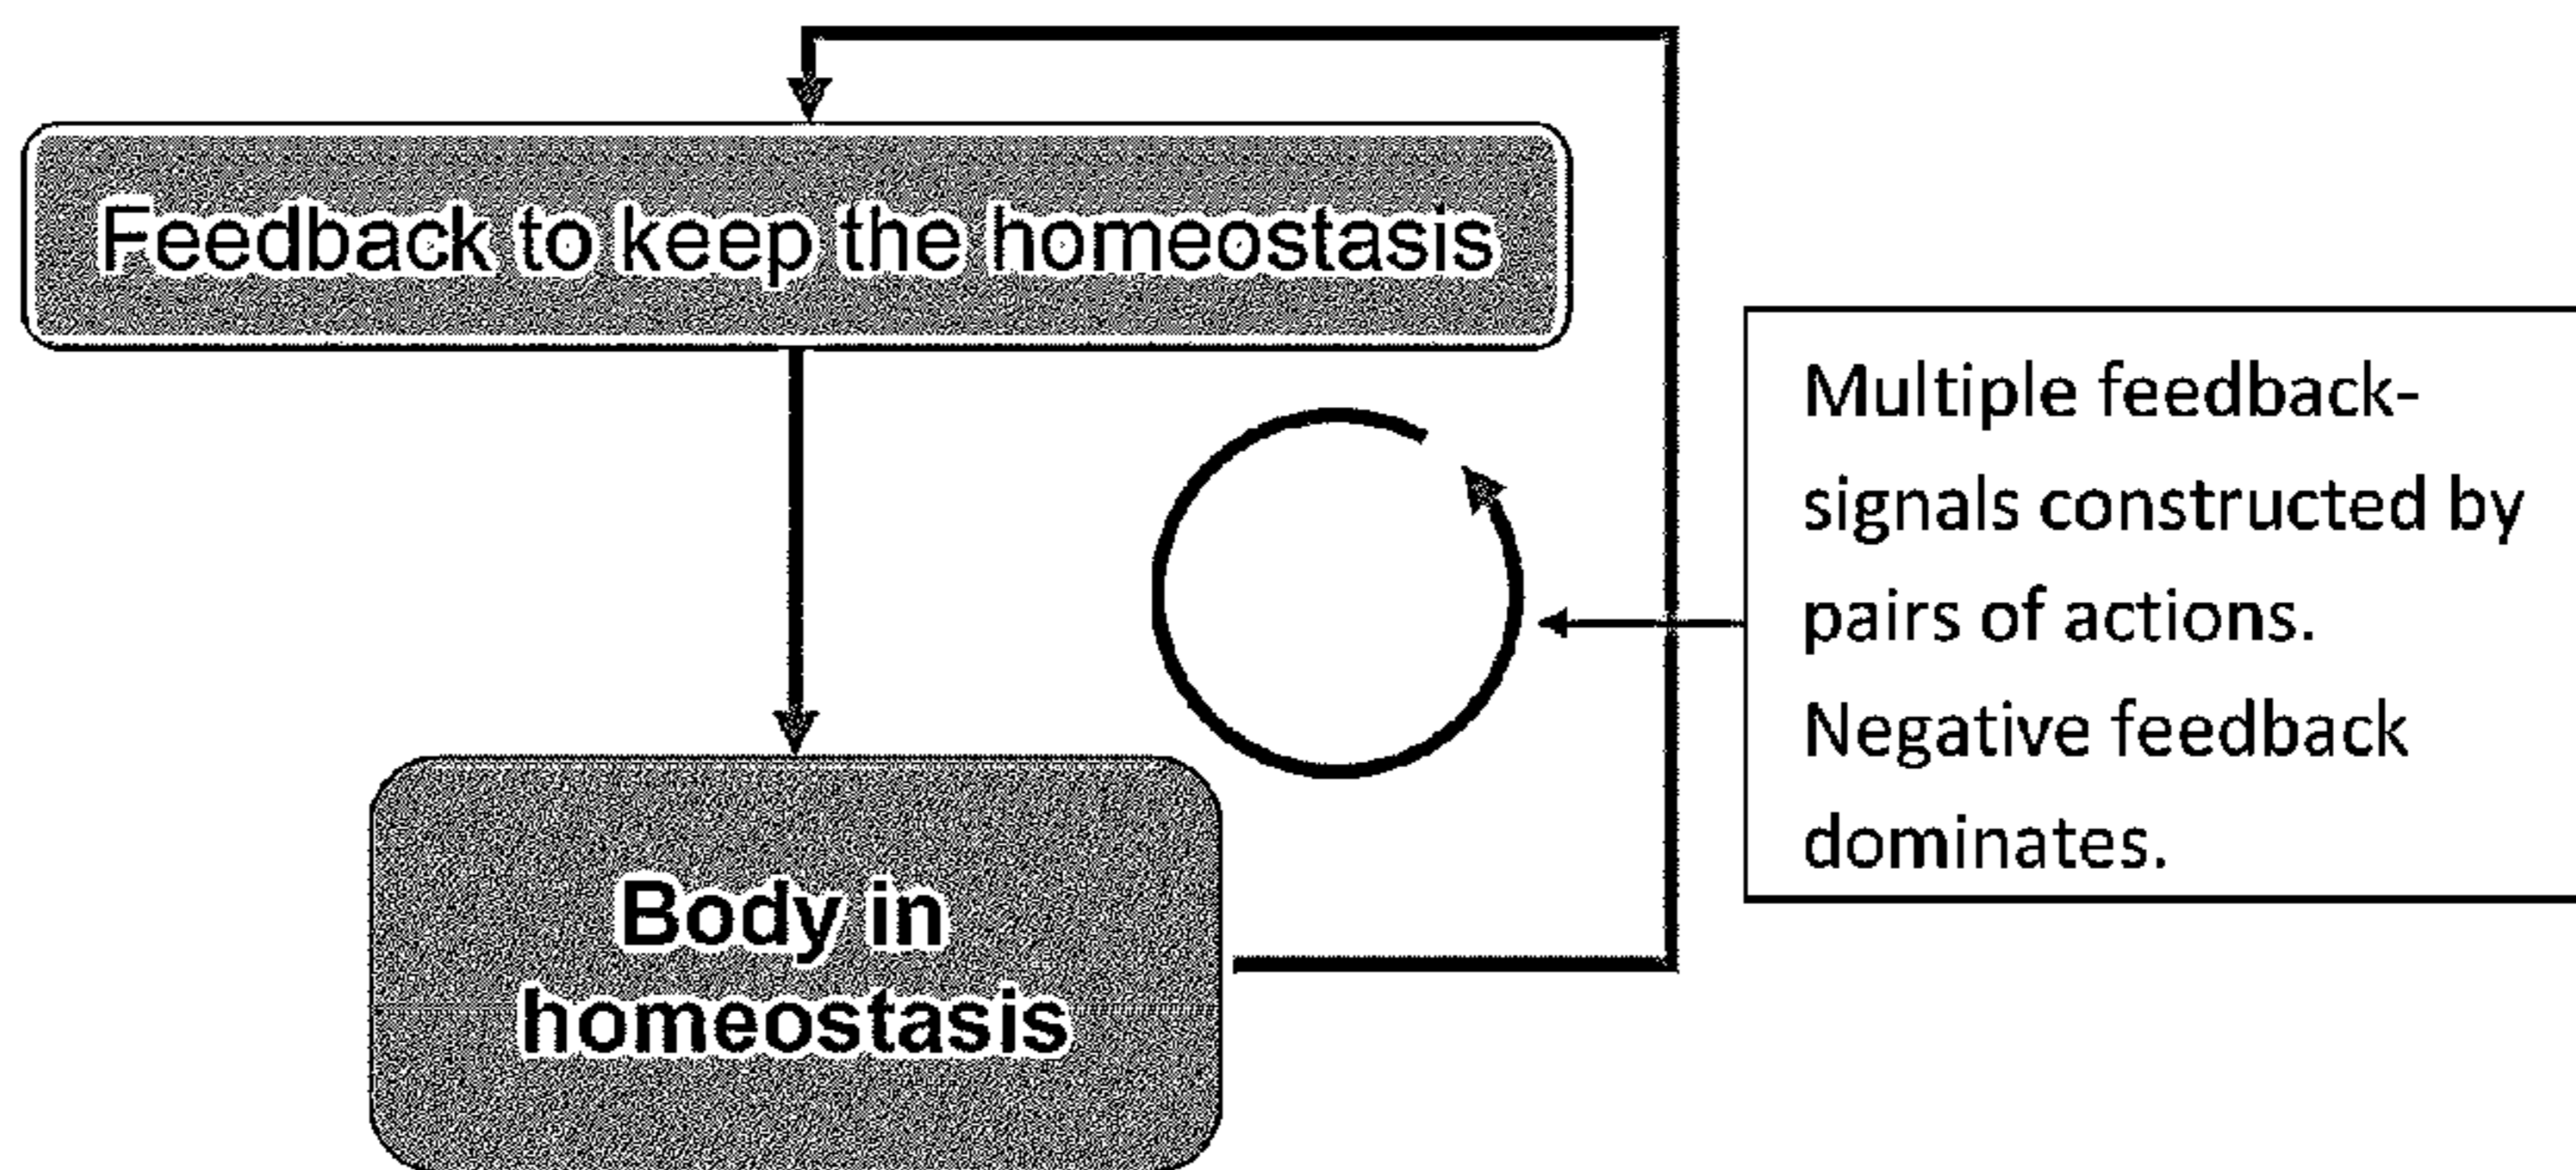 Feedback to keep the homeostasis
Multiple feedback-
signals constructed by
pairs of actions.
Negative feedback
dominates.
Body in
homeostasis